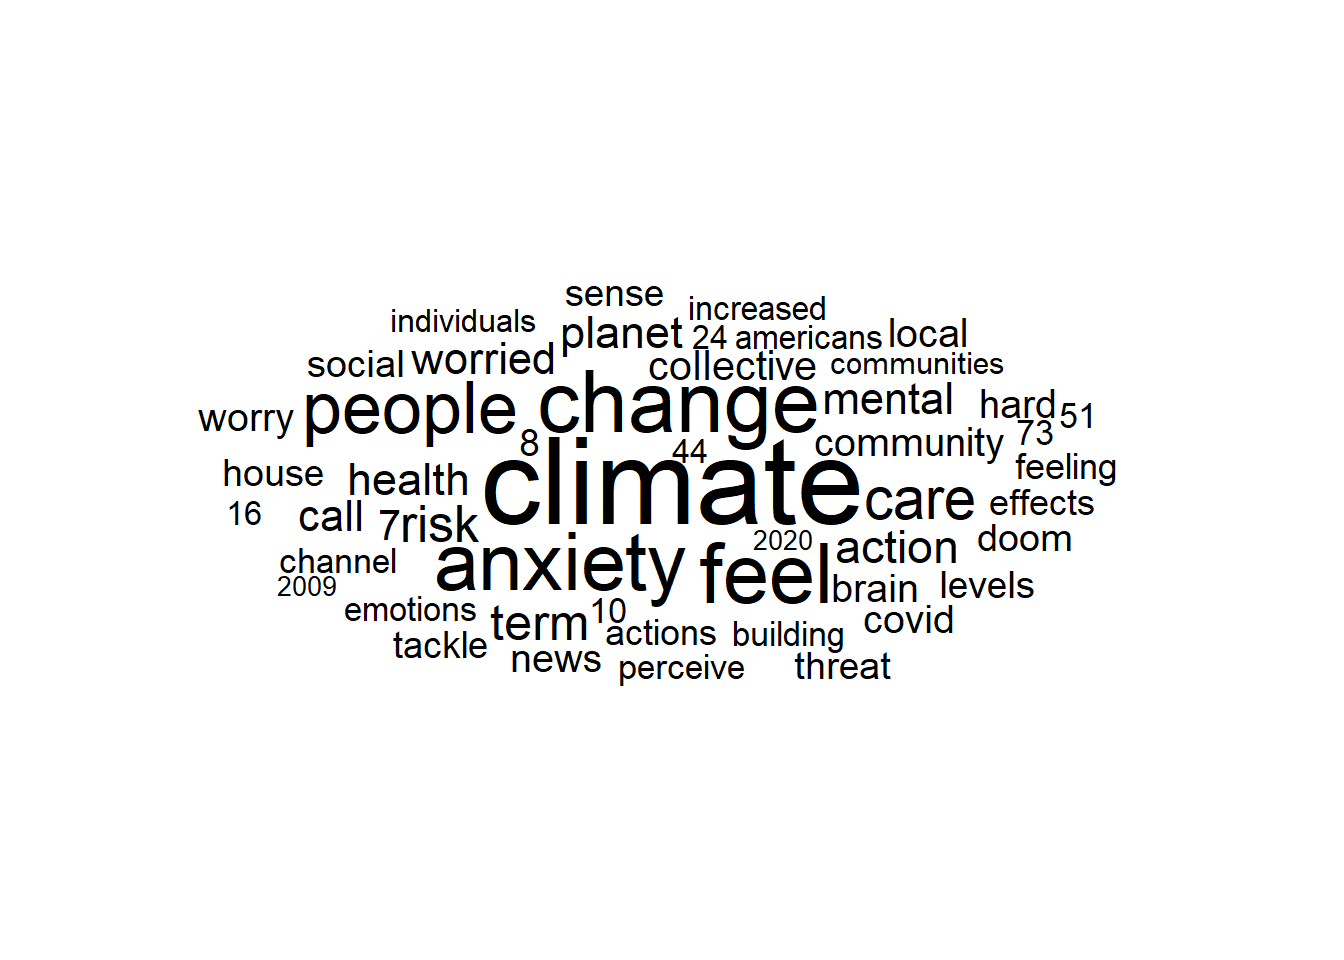 sense
increased
individuals
planet
24
americans
local
social
worried
collective
communities
people
change
mental
hard
51
worry
8
44
community
73
house
health
climate
care
feeling
effects
16
call
7
risk
channel
anxiety
feel
2020
action
doom
2009
brain
levels
emotions
term
10
actions
building
covid
tackle
news
perceive
threat